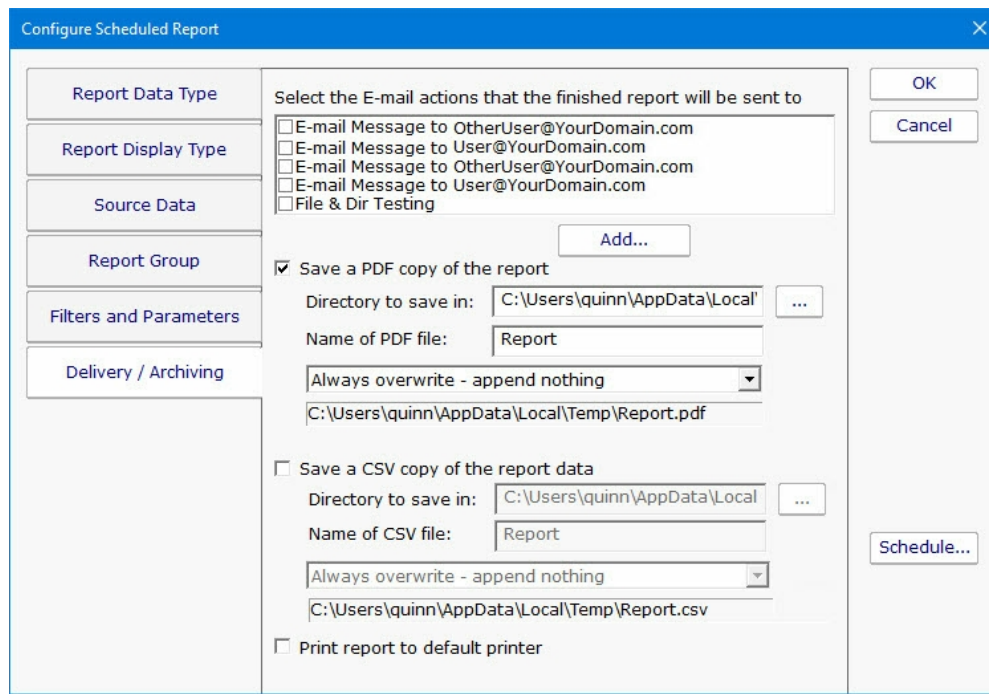 Configure Scheduled Report
Report Data Type
Report Display Type
Source Data
Report Group
Filters and Parameters
Delivery / Archiving
Select the E-mail actions that the finished report will be sent to
E-mail Message to OtherUser@YourDomain.com
E-mail Message to User@YourDomain.com
E-mail Message to OtherUser@YourDomain.com
E-mail Message to User@YourDomain.com
File & Dir Testing
Add...
Save a PDF copy of the report
Directory to save in: C:\Users\quinn\AppData\Local\ ...
Name of PDF file: Report
Always overwrite - append nothing
C:\Users\quinn\AppData\Local\Temp\Report.pdf
Save a CSV copy of the report data
Directory to save in: C:\Users\quinn\AppData\Local ...
Name of CSV file: Report
Always overwrite - append nothing
C:\Users\quinn\AppData\Local\Temp\Report.csv
Print report to default printer
OK
Cancel
Schedule...